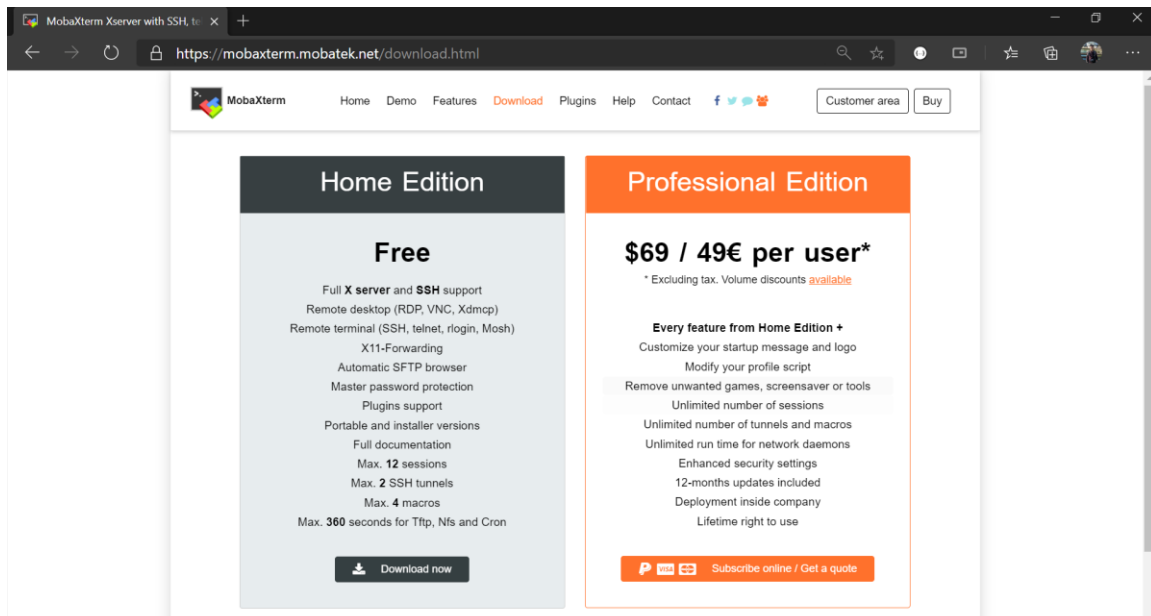 MobaXterm Xserver with SSH, te
https://mobaxterm.mobatek.net/download.html
MobaXterm
Home Demo Features Download Plugins Help Contact
Customer area
Buy
Home Edition
Free
Full X server and SSH support
Remote desktop (RDP, VNC, Xdmcp)
Remote terminal (SSH, telnet, rlogin, Mosh)
X11-Forwarding
Automatic SFTP browser
Master password protection
Plugins support
Portable and installer versions
Full documentation
Max. 12 sessions
Max. 2 SSH tunnels
Max. 4 macros
Max. 360 seconds for Tftp, Nfs and Cron
Download now
Professional Edition
$69 / 49€ per user*
* Excluding tax. Volume discounts available
Every feature from Home Edition +
Customize your startup message and logo
Modify your profile script
Remove unwanted games, screensaver or tools
Unlimited number of sessions
Unlimited number of tunnels and macros
Unlimited run time for network daemons
Enhanced security settings
12-months updates included
Deployment inside company
Lifetime right to use
VISA Subscribe online / Get a quote